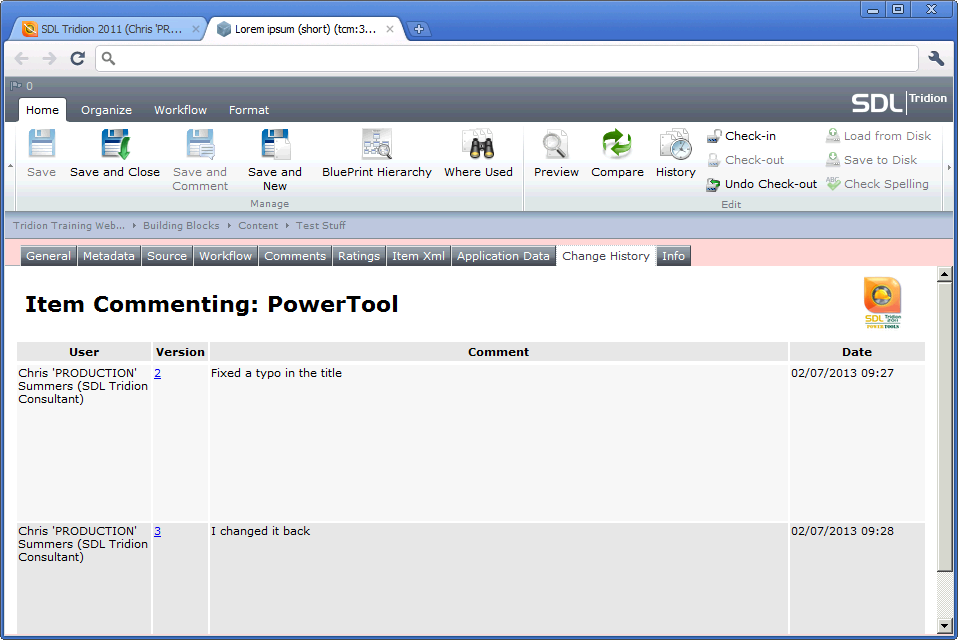 SDL Tridion 2011 (Chris 'PR...
Lorem ipsum (short) (tcm:3...
0
Home Organize Workflow Format
SDL Tridion
Save
Save and Close
Save and Comment
Save and New
BluePrint Hierarchy
Where Used
Manage
Preview
Compare
History
Check-in
Check-out
Undo Check-out
Load from Disk
Save to Disk
ABC
Check Spelling
Edit
Tridion Training Web... Building Blocks Content Test Stuff
General Metadata Source Workflow Comments Ratings Item Xml Application Data Change History Info
Item Commenting: PowerTool
SDL Tridion 2011
POWER TOOLS
User Version Comment Date
Chris 'PRODUCTION' 2 Fixed a typo in the title 02/07/2013 09:27
Summers (SDL Tridion
Consultant)
Chris 'PRODUCTION' 3 I changed it back 02/07/2013 09:28
Summers (SDL Tridion
Consultant)